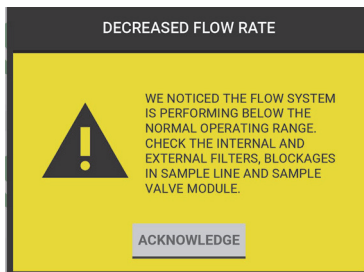 DECREASED FLOW RATE
WE NOTICED THE FLOW SYSTEM
IS PERFORMING BELOW THE
NORMAL OPERATING RANGE.
CHECK THE INTERNAL AND
EXTERNAL FILTERS, BLOCKAGES
IN SAMPLE LINE AND SAMPLE
VALVE MODULE.
ACKNOWLEDGE